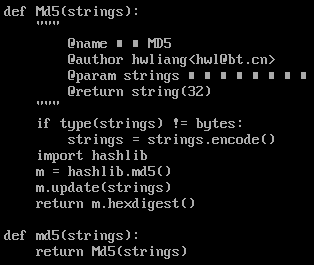 def Md5(strings):
    """
        @name ■ ■ MD5
        @author hwliang<hwl@bt.cn>
        @param strings ■ ■ ■ ■ ■ ■ ■ ■
        @return string(32)
    """
    if type(strings) != bytes:
        strings = strings.encode()
    import hashlib
    m = hashlib.md5()
    m.update(strings)
    return m.hexdigest()

def md5(strings):
    return Md5(strings)